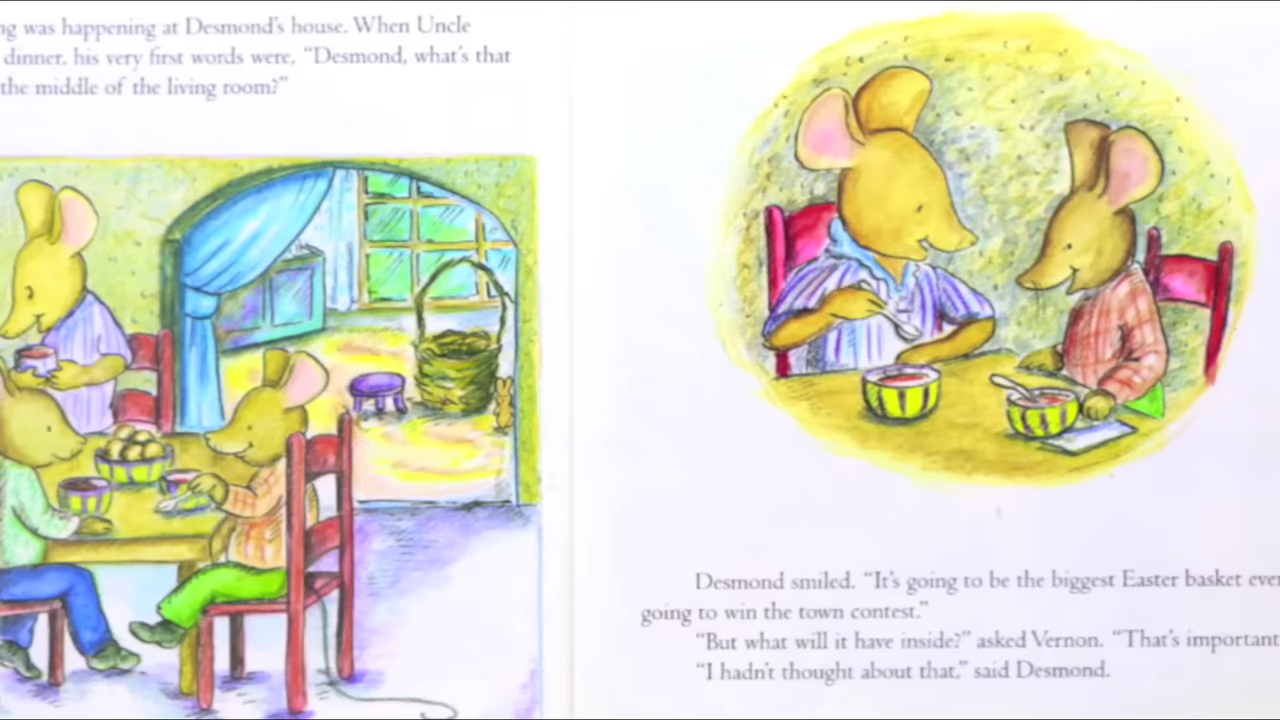 ng was happening at Desmond's house. When Uncle
dinner, his very first words were, "Desmond, what's that
the middle of the living room?"
Desmond smiled. "It's going to be the biggest Easter basket ever
going to win the town contest."
"But what will it have inside?" asked Vernon. "That's important
"I hadn't thought about that," said Desmond.